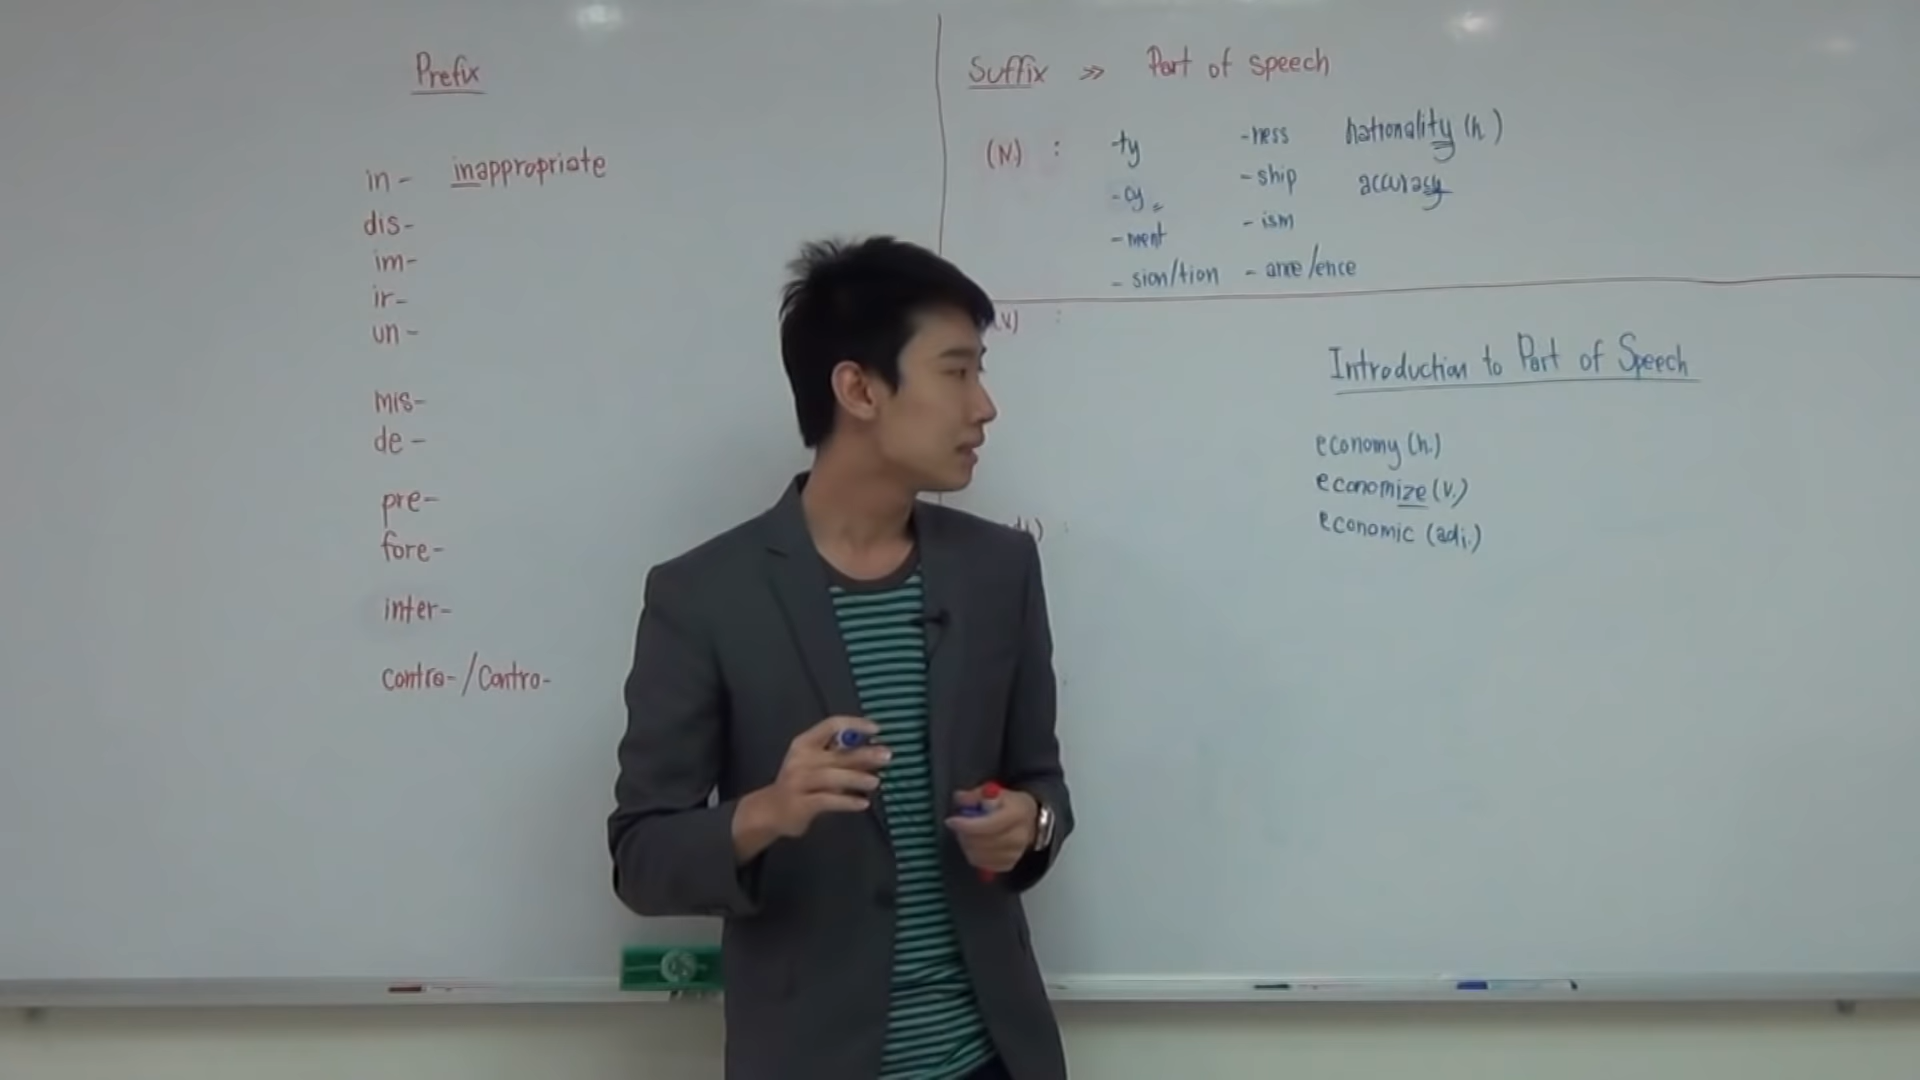 Prefix
in- inappropriate
dis-
im-
ir-
un-
mis-
de-
pre-
fore-
inter-
contra-/Contro-
Suffix >> Part of speech
(N.) : -ty -ness nationality (n.)
-cy -ship accuracy
-ment -ism
- sion/tion - ance/ence
(v) :
Introduction to Part of Speech
economy (n.)
economize (v.)
economic (adj.)